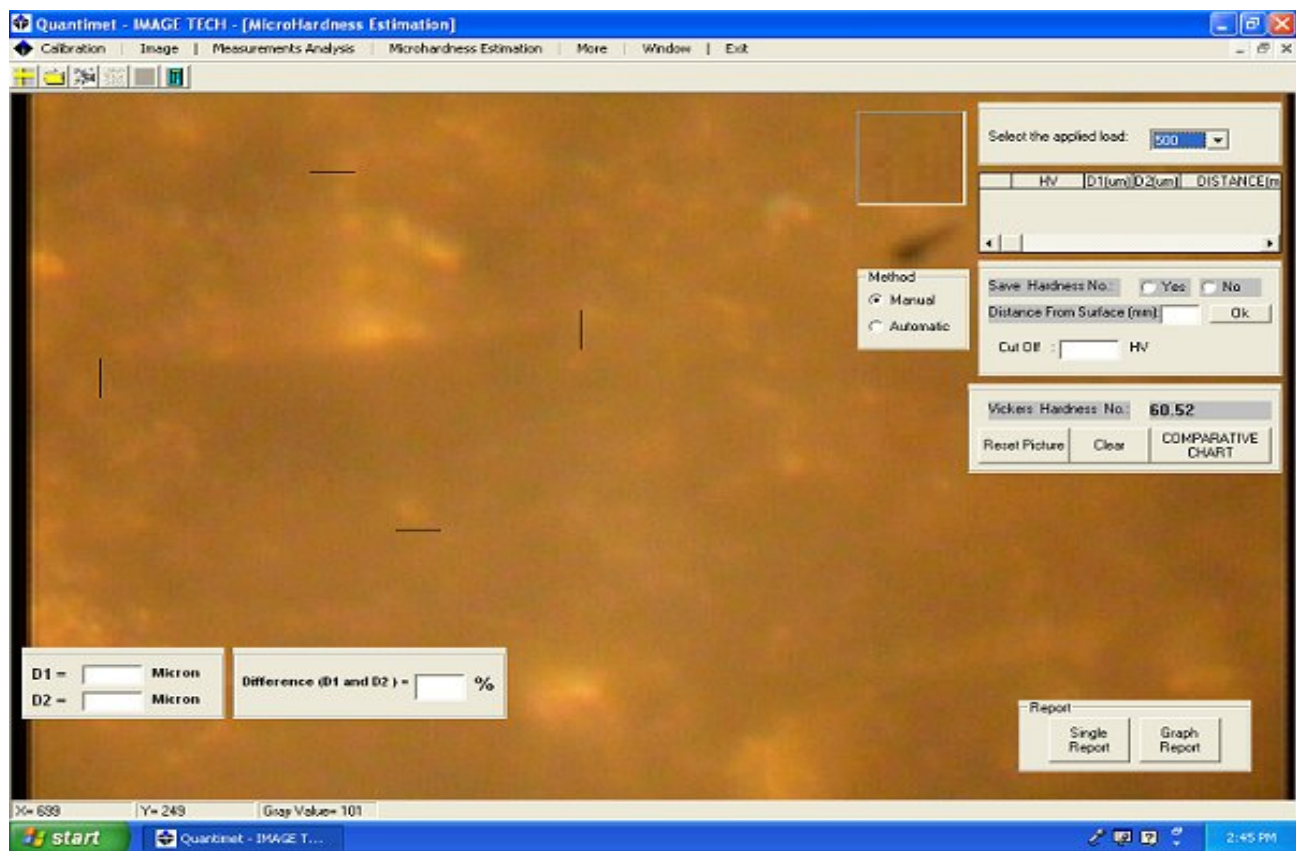 Quantimet - IMAGE TECH - [MicroHardness Estimation]
Calibration | Image | Measurements Analysis | Microhardness Estimation | More | Window | Exit
Select the applied load: 500
HV D1(um) D2(um) DISTANCE(m
Method
Manual
Automatic
Save Hardness No.: Yes No
Distance From Surface (mm): Ok
Cut Off : HV
Vickers Hardness No.: 60.52
Reset Picture Clear COMPARATIVE CHART
D1 = Micron
D2 = Micron
Difference (D1 and D2 ) = %
Report
Single Report Graph Report
X= 699 Y= 249 Gray Value= 101
start Quantimet - IMAGE T... 2:45 PM